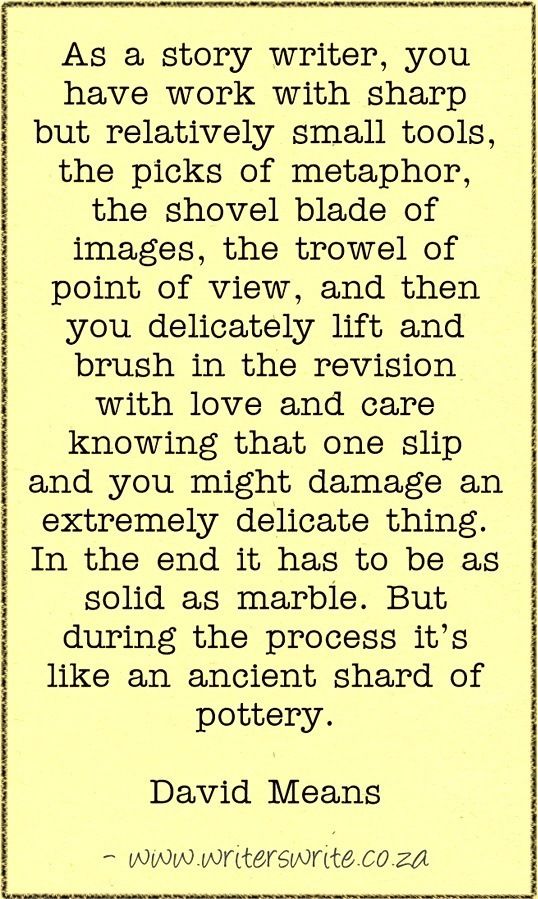 As a story writer, you
have work with sharp
but relatively small tools,
the picks of metaphor,
the shovel blade of
images, the trowel of
point of view, and then
you delicately lift and
brush in the revision
with love and care
knowing that one slip
and you might damage an
extremely delicate thing.
In the end it has to be as
solid as marble. But
during the process it's
like an ancient shard of
pottery.
David Means
- www.writerswrite.co.za